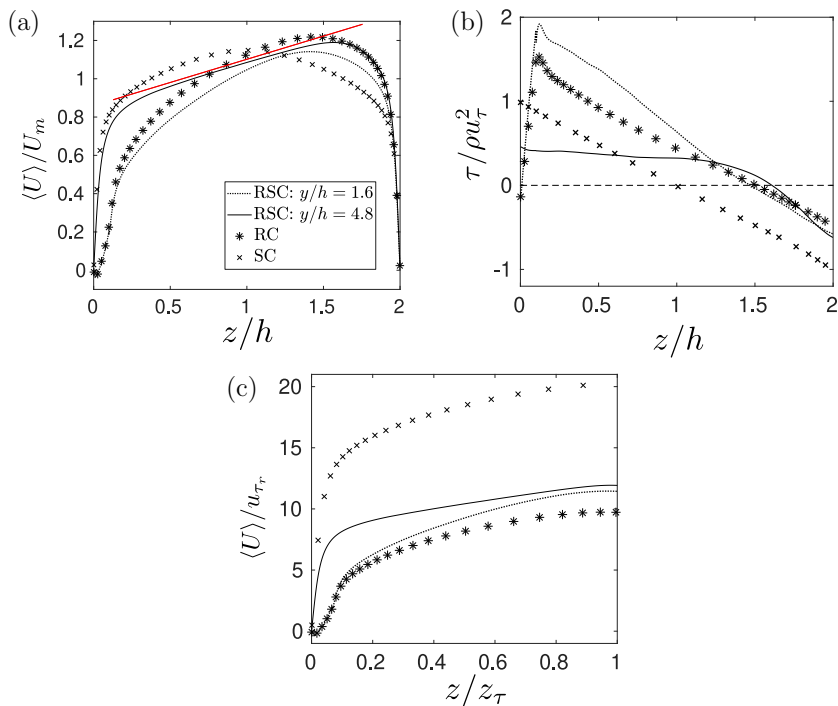 (a)
⟨U⟩/U_m
1.2
1
0.8
0.6
0.4
0.2
0
0 0.5 1 1.5 2
z/h
RSC: y/h = 1.6
RSC: y/h = 4.8
RC
SC
(b)
τ/ρu_τ^2
2
1
0
-1
0 0.5 1 1.5 2
z/h
(c)
⟨U⟩/u_{τ_r}
20
15
10
5
0
0 0.2 0.4 0.6 0.8 1
z/z_τ